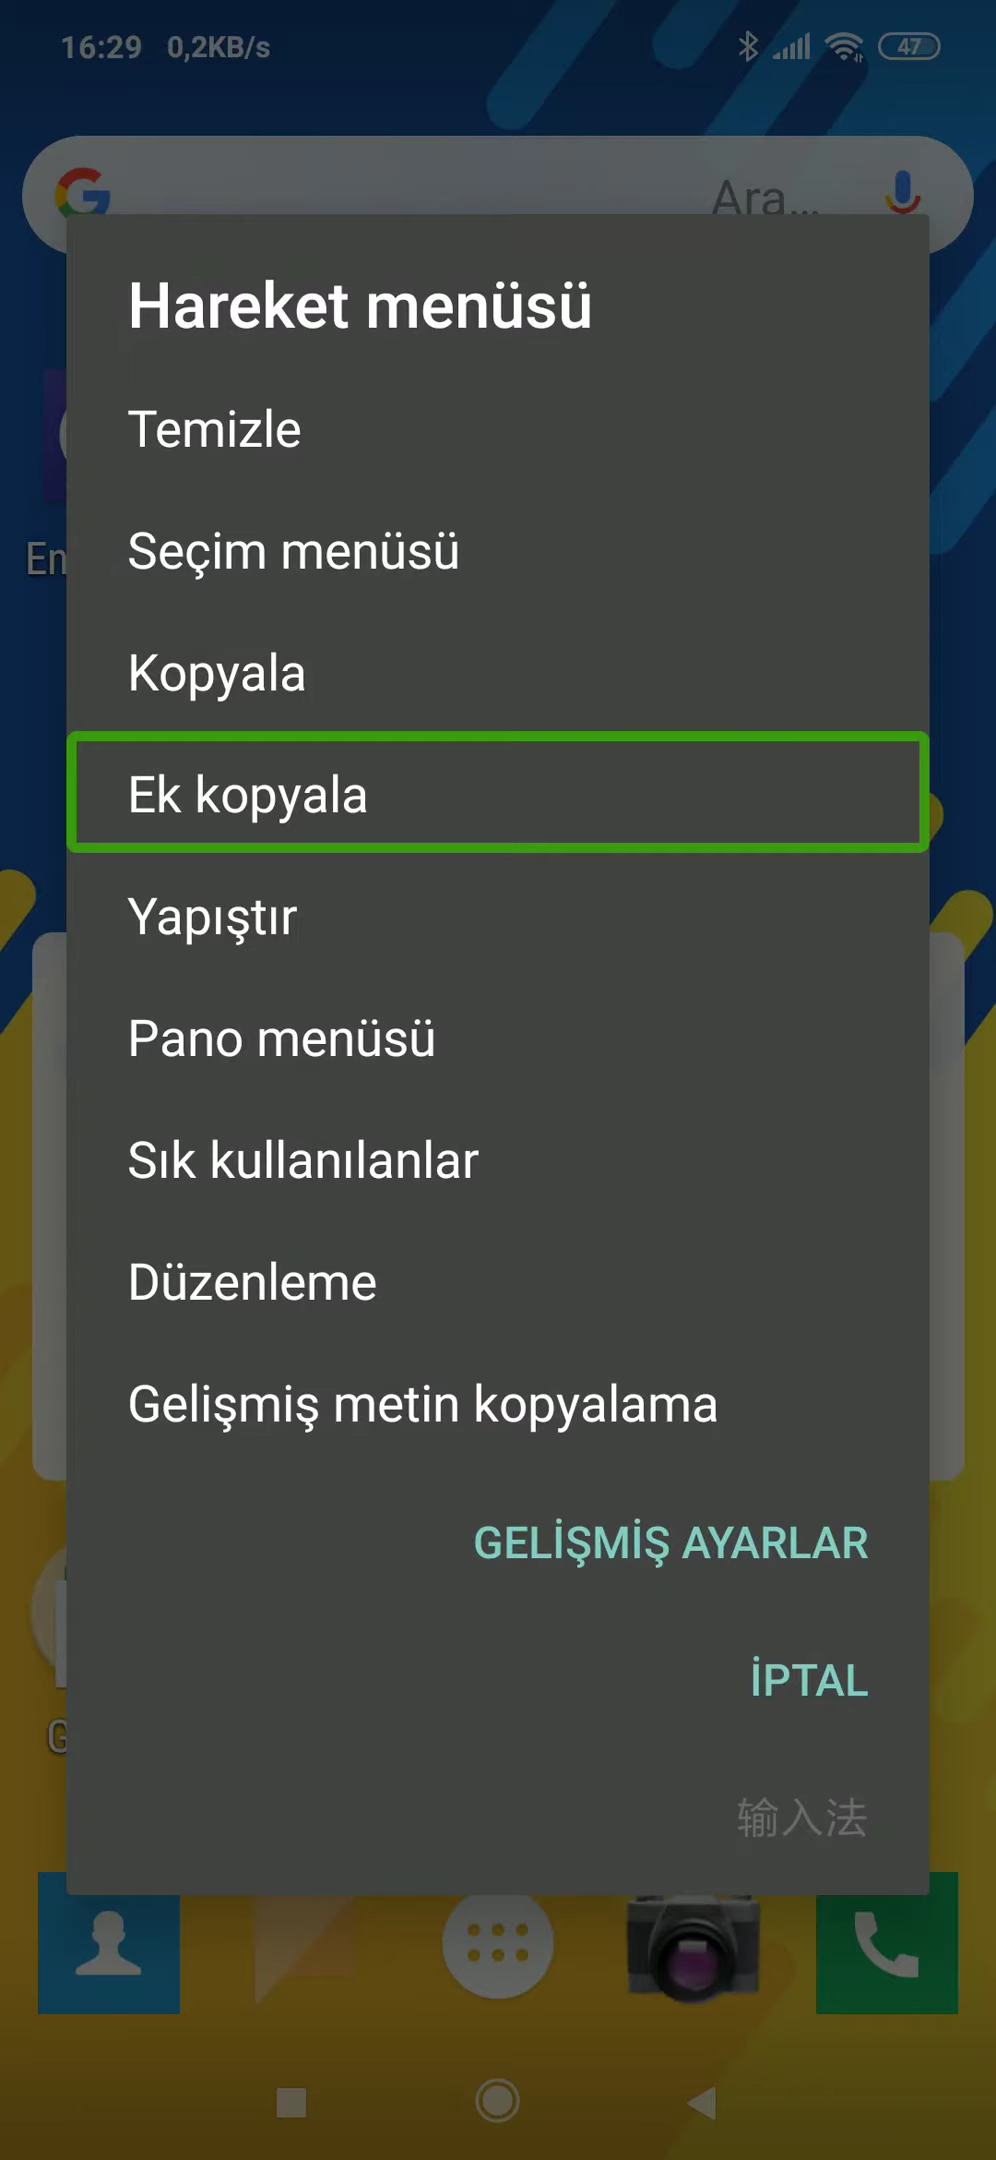 16:29 0,2KB/s 47
Ara...
Hareket menüsü
Temizle
Seçim menüsü
En
Kopyala
Ek kopyala
Yapıştır
Pano menüsü
Sık kullanılanlar
Düzenleme
Gelişmiş metin kopyalama
GELİŞMİŞ AYARLAR
İPTAL
G
输入法